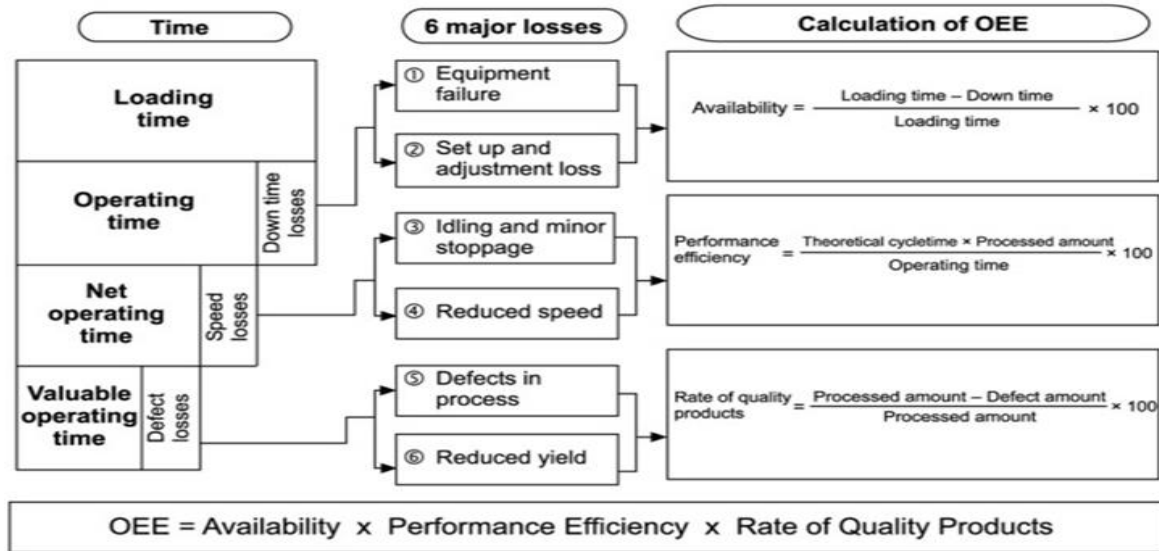 Time
6 major losses
Calculation of OEE
Loading
time
Operating
time
Down time
losses
Net
operating
time
Speed
losses
Valuable
operating
time
Defect
losses
① Equipment
failure
② Set up and
adjustment loss
③ Idling and minor
stoppage
④ Reduced speed
⑤ Defects in
process
⑥ Reduced yield
Availability = Loading time – Down time / Loading time × 100
Performance
efficiency = Theoretical cycletime × Processed amount / Operating time × 100
Rate of quality
products = Processed amount – Defect amount / Processed amount × 100
OEE = Availability x Performance Efficiency x Rate of Quality Products